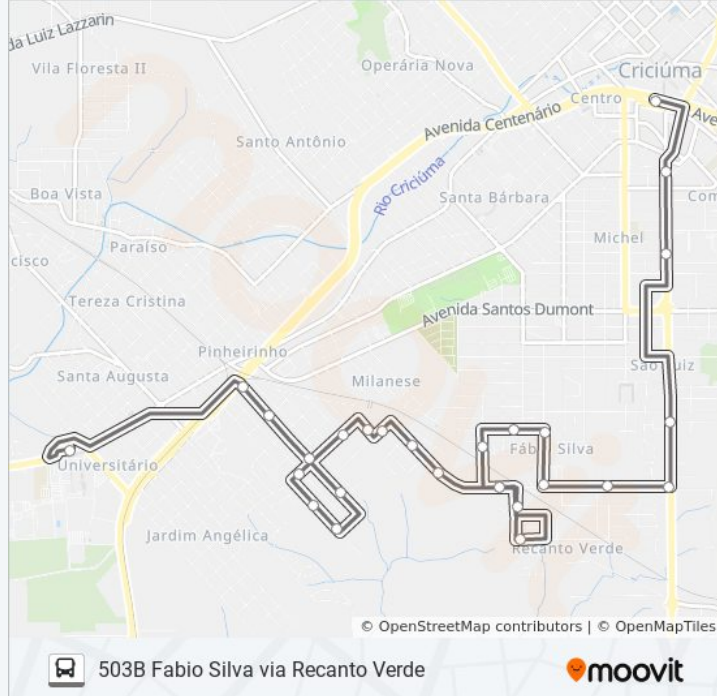 da Luiz Lazzarin
Vila Floresta II
Operária Nova
Criciúma
Centro
Avenida Centenário
Ave
Santo Antônio
Rio Criciúma
Boa Vista
Santa Bárbara
Com
Paraíso
Michel
cisco
Tereza Cristina
Avenida Santos Dumont
Pinheirinho
São Luiz
Santa Augusta
Milanese
Fábio Silva
Universitário
Jardim Angélica
Recanto Verde
© OpenStreetMap contributors | © OpenMapTiles
503B Fabio Silva via Recanto Verde
moovit